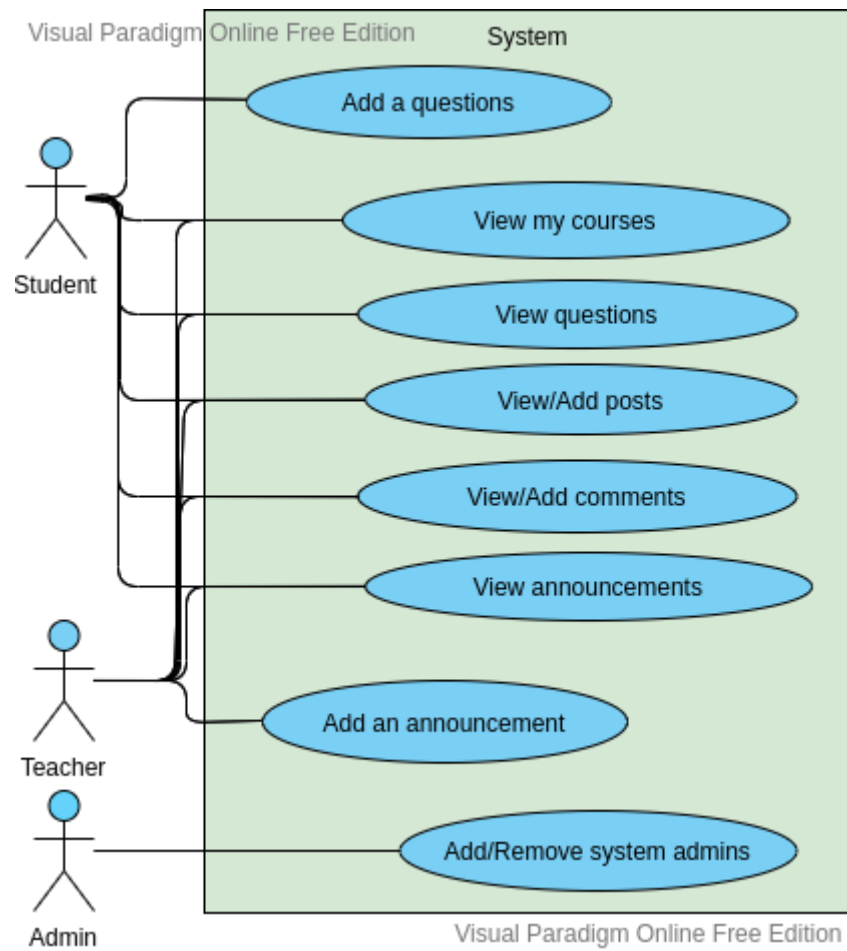 Visual Paradigm Online Free Edition
System
Add a questions
View my courses
Student
View questions
View/Add posts
View/Add comments
View announcements
Add an announcement
Teacher
Add/Remove system admins
Admin
Visual Paradigm Online Free Edition